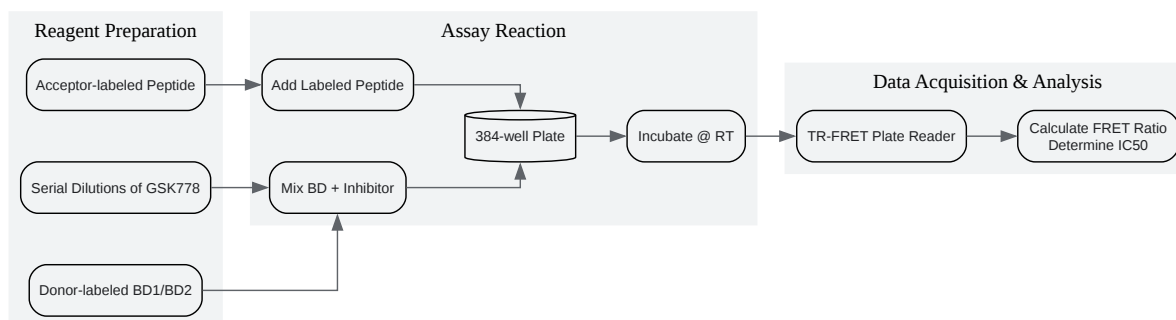 Reagent Preparation
Acceptor-labeled Peptide
Serial Dilutions of GSK778
Donor-labeled BD1/BD2
Assay Reaction
Add Labeled Peptide
Mix BD + Inhibitor
384-well Plate
Incubate @ RT
Data Acquisition & Analysis
TR-FRET Plate Reader
Calculate FRET Ratio
Determine IC50